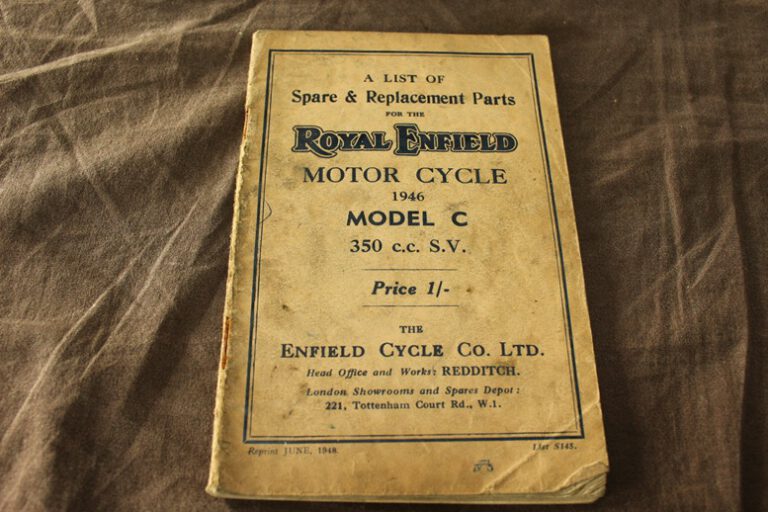 A LIST OF
Spare & Replacement Parts
FOR THE
ROYAL ENFIELD
MOTOR CYCLE
1946
MODEL C
350 c.c. S.V.
Price 1/-
THE
ENFIELD CYCLE CO. LTD.
Head Office and Works: REDDITCH.
London Showrooms and Spares Depot:
221, Tottenham Court Rd., W.1.
Reprint JUNE, 1948.
List S145.